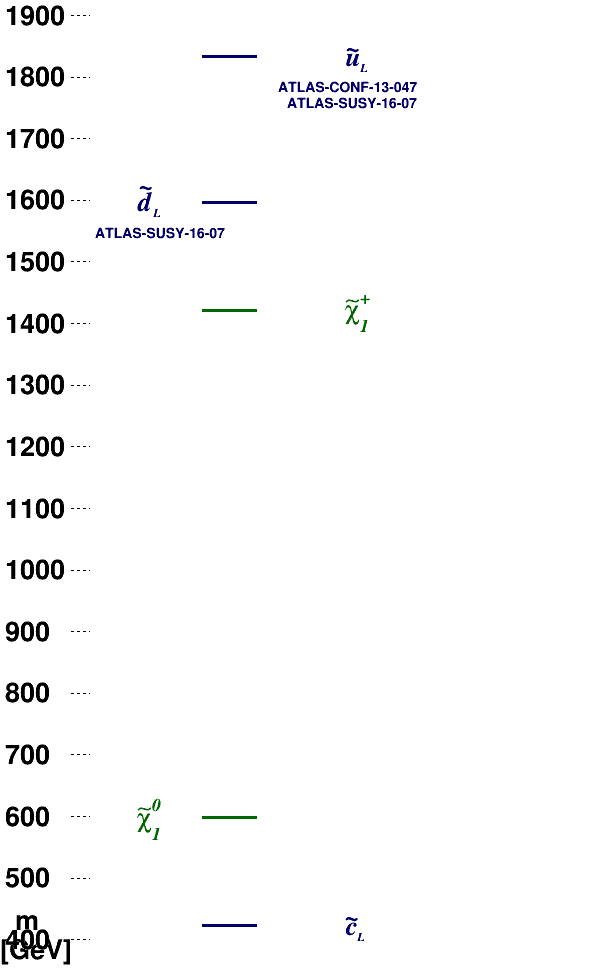 1900
ũ_L
1800
ATLAS-CONF-13-047
ATLAS-SUSY-16-07
1700
1600
d̃_L
ATLAS-SUSY-16-07
1500
χ̃₁⁺
1400
1300
1200
1100
1000
900
800
700
600
χ̃₁⁰
500
m
c̃_L
400
[GeV]